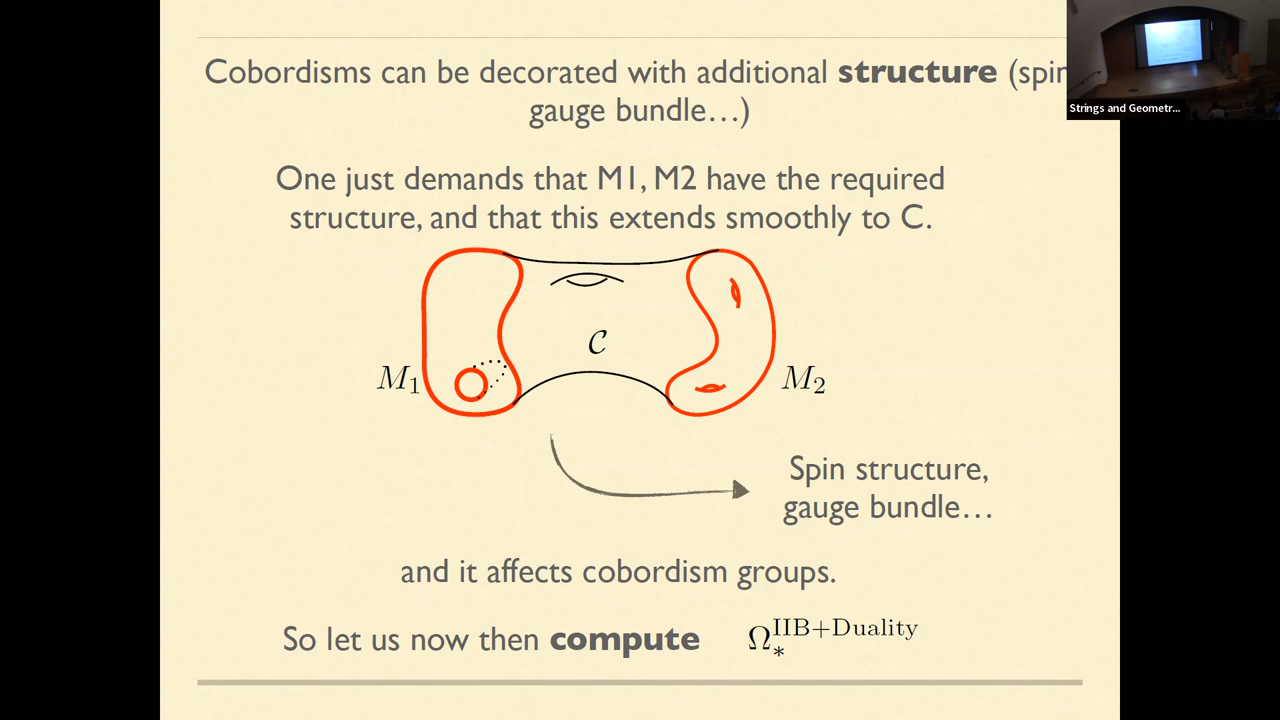 Cobordisms can be decorated with additional structure (spin
gauge bundle…)
Strings and Geometr...
One just demands that M1, M2 have the required
structure, and that this extends smoothly to C.
C
M₁
M₂
Spin structure,
gauge bundle…
and it affects cobordism groups.
So let us now then compute Ω_*^{IIB+Duality}